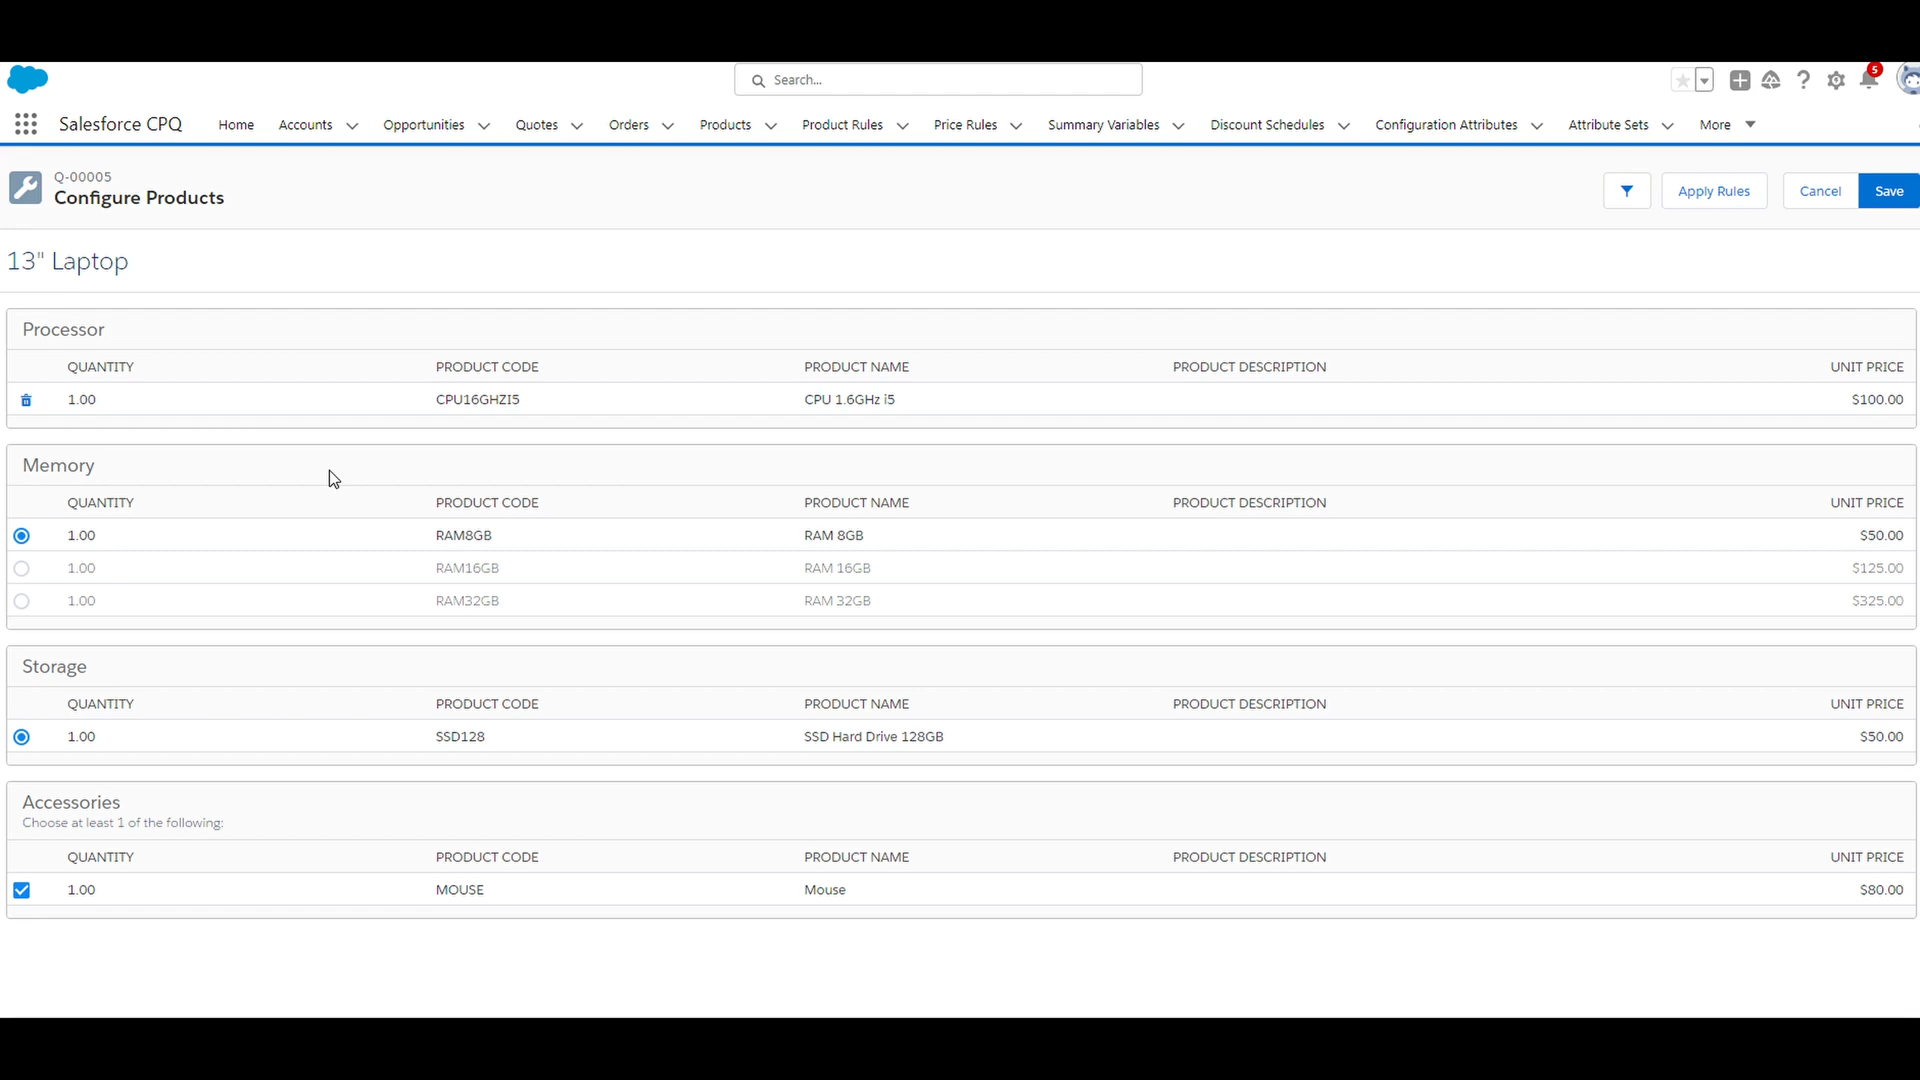 Search...
5
Salesforce CPQ Home Accounts Opportunities Quotes Orders Products Product Rules Price Rules Summary Variables Discount Schedules Configuration Attributes Attribute Sets More
Q-00005
Configure Products
Apply Rules Cancel Save
13" Laptop
Processor
QUANTITY PRODUCT CODE PRODUCT NAME PRODUCT DESCRIPTION UNIT PRICE
1.00 CPU16GHZI5 CPU 1.6GHz i5 $100.00
Memory
QUANTITY PRODUCT CODE PRODUCT NAME PRODUCT DESCRIPTION UNIT PRICE
1.00 RAM8GB RAM 8GB $50.00
1.00 RAM16GB RAM 16GB $125.00
1.00 RAM32GB RAM 32GB $325.00
Storage
QUANTITY PRODUCT CODE PRODUCT NAME PRODUCT DESCRIPTION UNIT PRICE
1.00 SSD128 SSD Hard Drive 128GB $50.00
Accessories
Choose at least 1 of the following:
QUANTITY PRODUCT CODE PRODUCT NAME PRODUCT DESCRIPTION UNIT PRICE
1.00 MOUSE Mouse $80.00